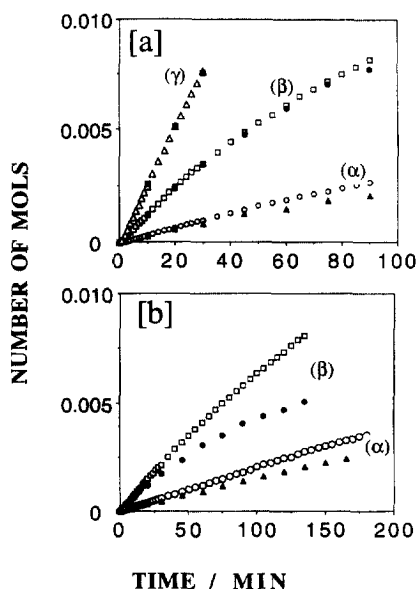 [a]
0.010
0.005
0
(γ)
(β)
(α)
0 20 40 60 80 100
NUMBER OF MOLS
[b]
0.010
0.005
0
(β)
(α)
0 50 100 150 200
TIME / MIN